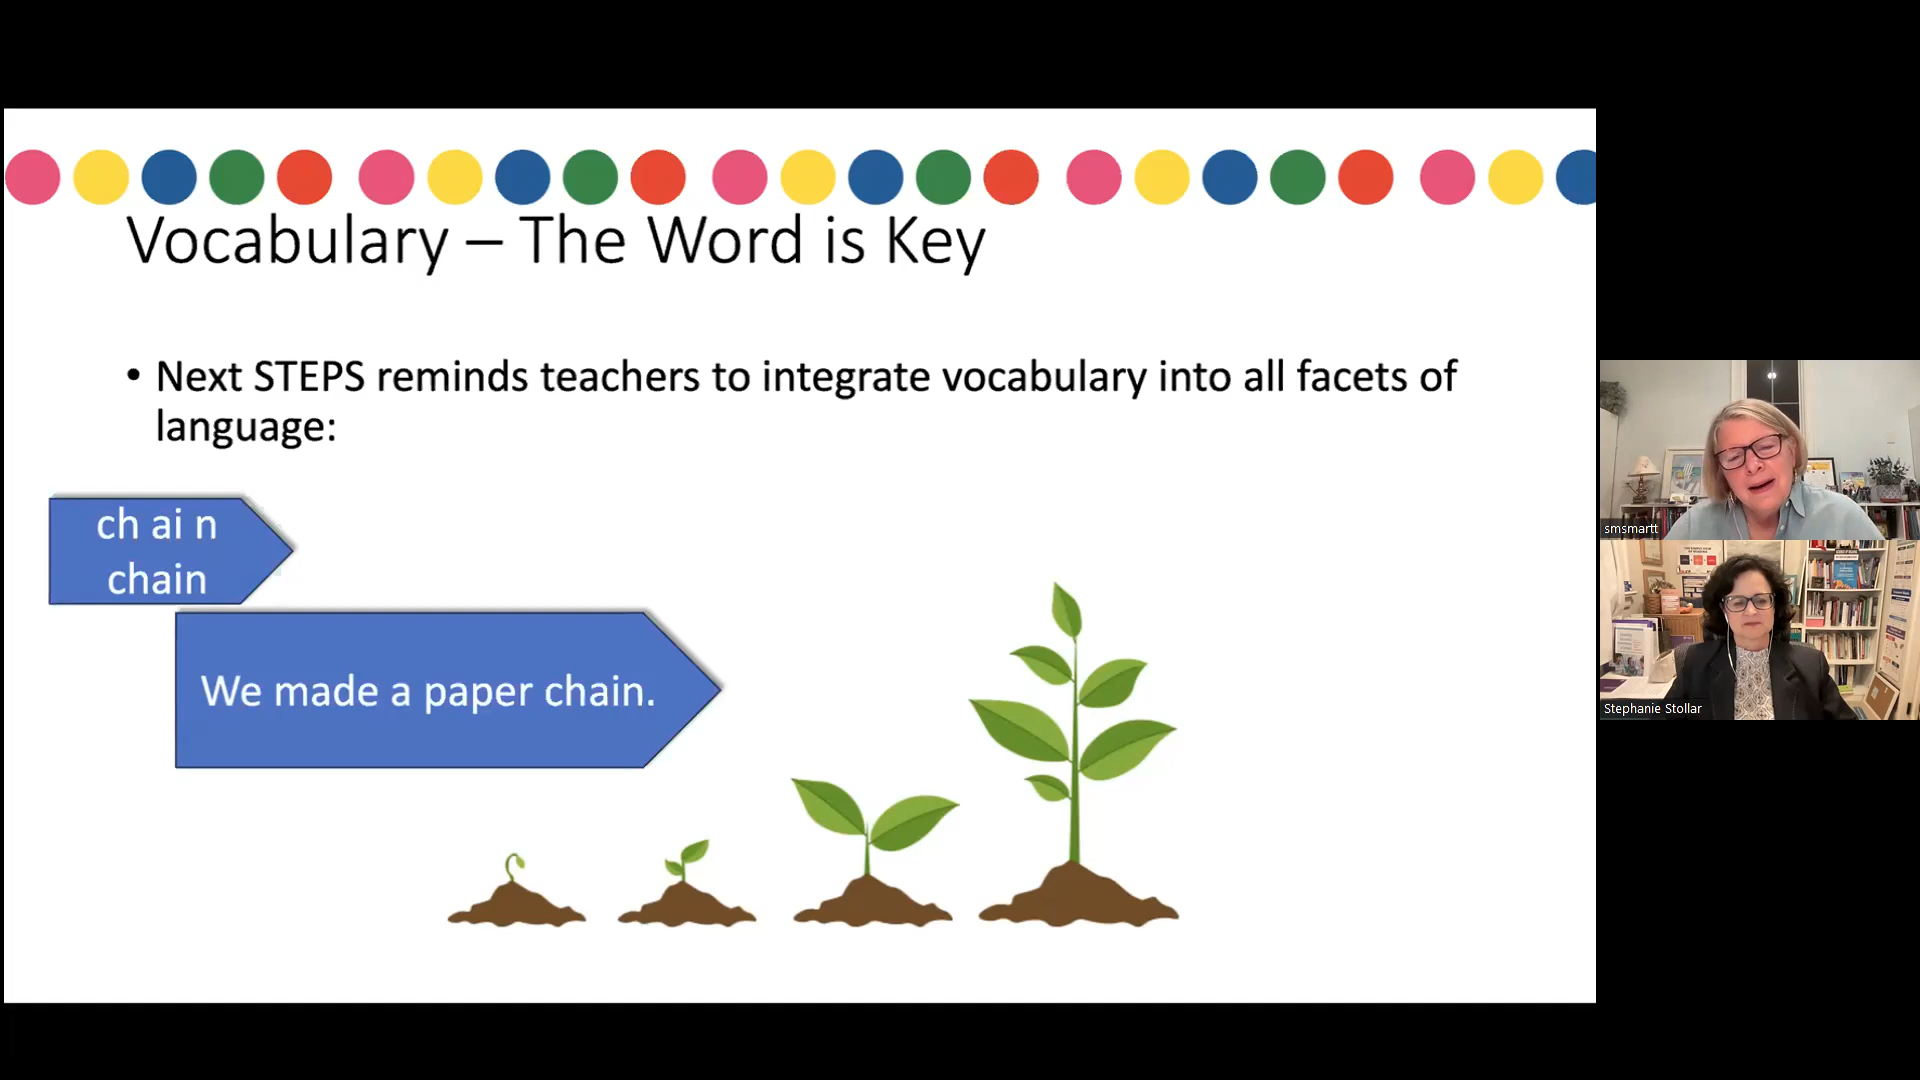 Vocabulary – The Word is Key
• Next STEPS reminds teachers to integrate vocabulary into all facets of
language:
ch ai n
chain
We made a paper chain.
smsmartt
Stephanie Stollar